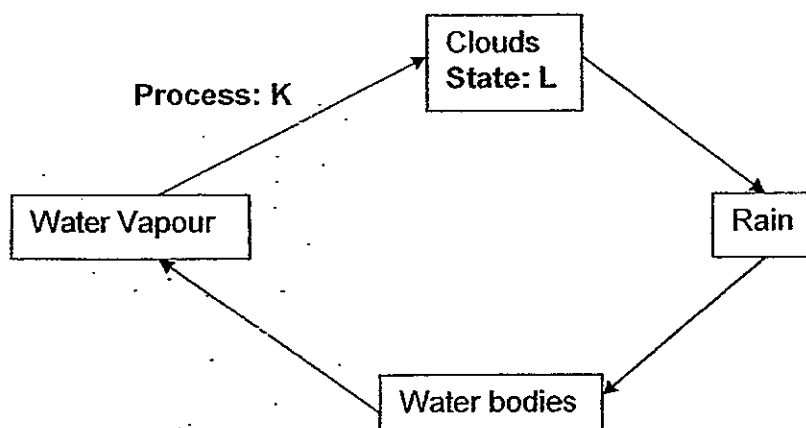 Clouds
State: L
Process: K
Water Vapour
Rain
Water bodies